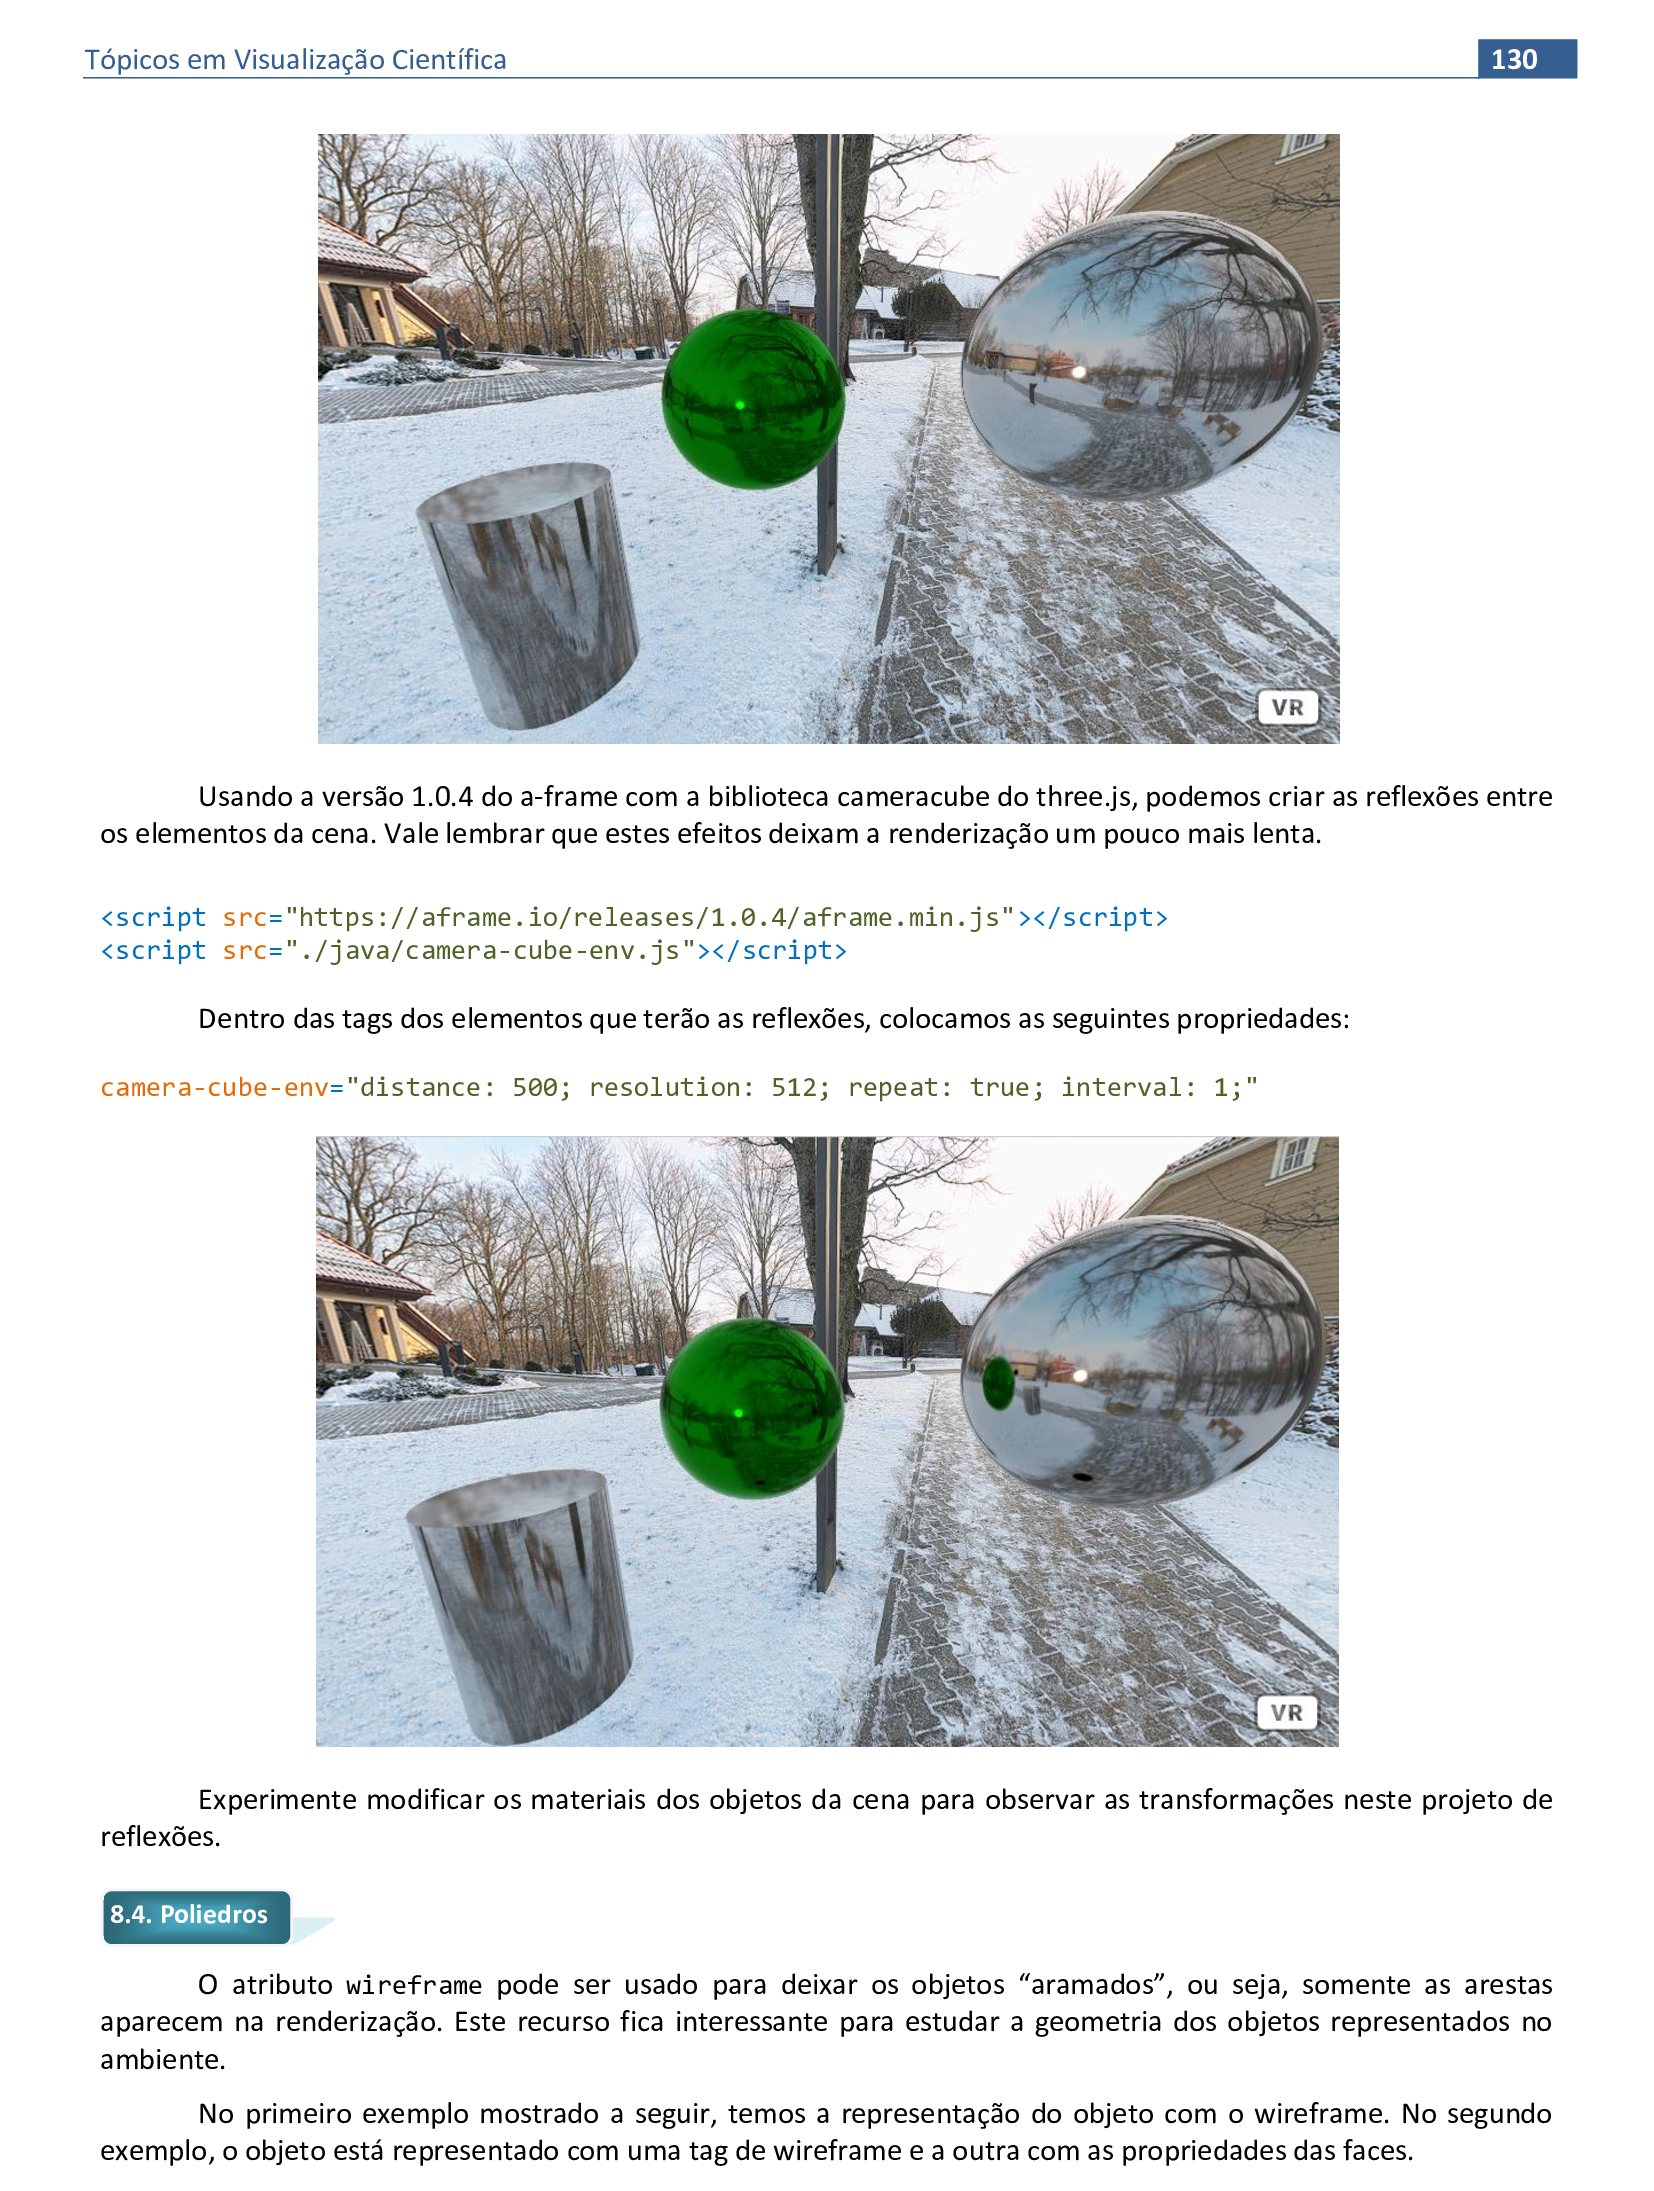 Tópicos em Visualização Científica
130
VR
Usando a versão 1.0.4 do a-frame com a biblioteca cameracube do three.js, podemos criar as reflexões entre
os elementos da cena. Vale lembrar que estes efeitos deixam a renderização um pouco mais lenta.
<script src="https://aframe.io/releases/1.0.4/aframe.min.js"></script>
<script src="./java/camera-cube-env.js"></script>
Dentro das tags dos elementos que terão as reflexões, colocamos as seguintes propriedades:
camera-cube-env="distance: 500; resolution: 512; repeat: true; interval: 1;"
VR
Experimente modificar os materiais dos objetos da cena para observar as transformações neste projeto de
reflexões.
8.4. Poliedros
O atributo wireframe pode ser usado para deixar os objetos “aramados”, ou seja, somente as arestas
aparecem na renderização. Este recurso fica interessante para estudar a geometria dos objetos representados no
ambiente.
No primeiro exemplo mostrado a seguir, temos a representação do objeto com o wireframe. No segundo
exemplo, o objeto está representado com uma tag de wireframe e a outra com as propriedades das faces.